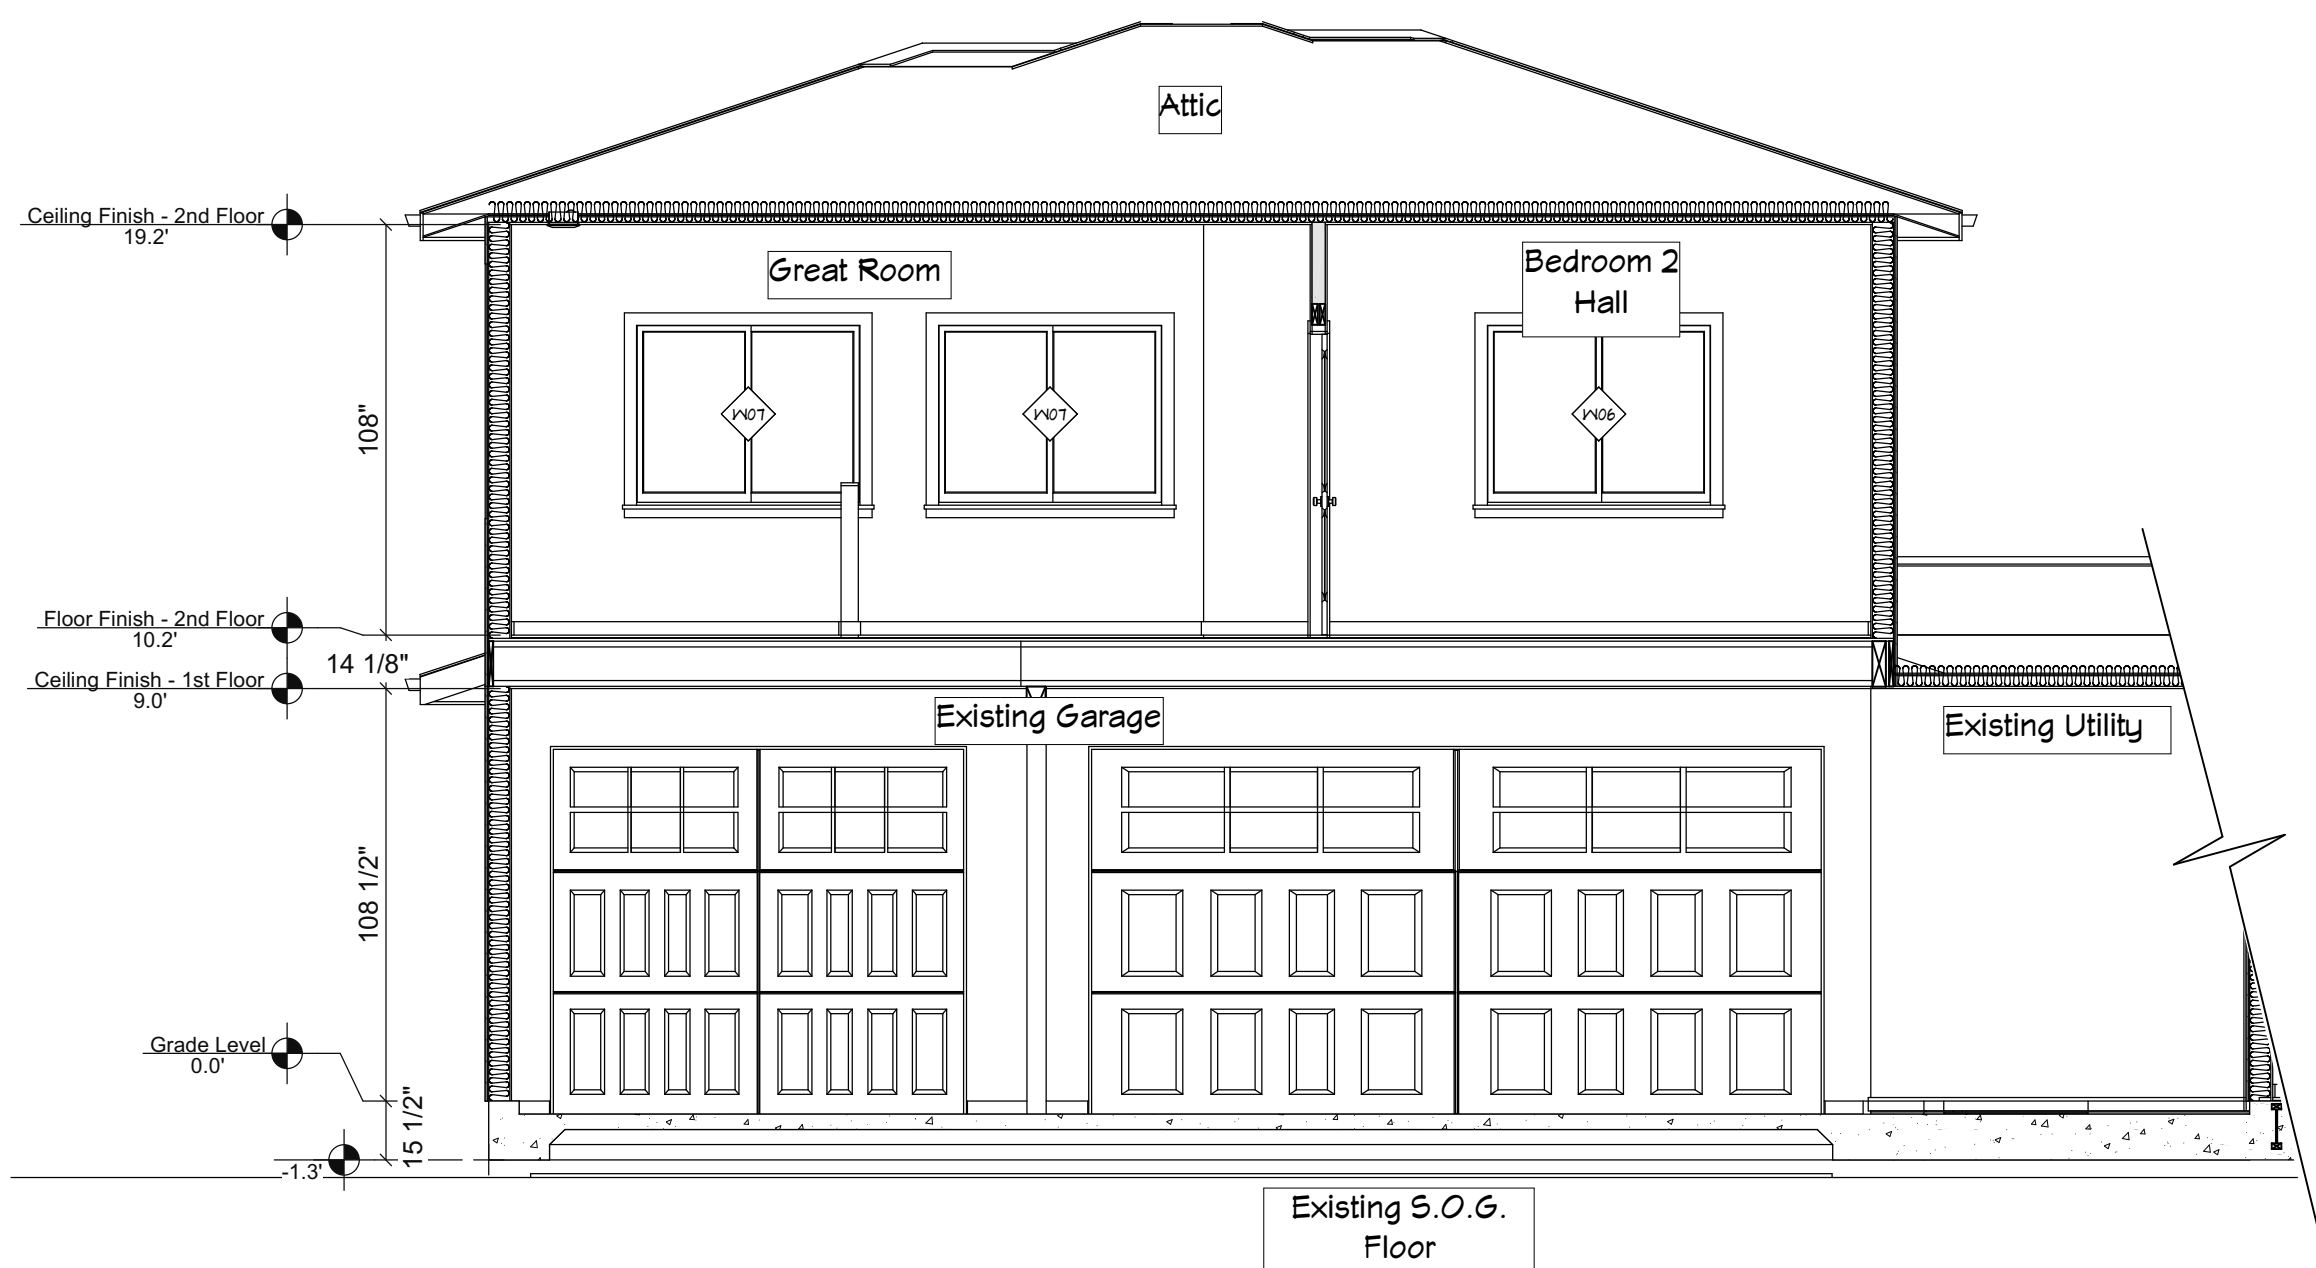 Attic
Ceiling Finish - 2nd Floor
19.2'
Great Room
Bedroom 2
Hall
108"
W07
W07
W06
Floor Finish - 2nd Floor
10.2'
14 1/8"
Ceiling Finish - 1st Floor
9.0'
Existing Garage
Existing Utility
108 1/2"
Grade Level
0.0'
15 1/2"
-1.3'
Existing S.O.G.
Floor